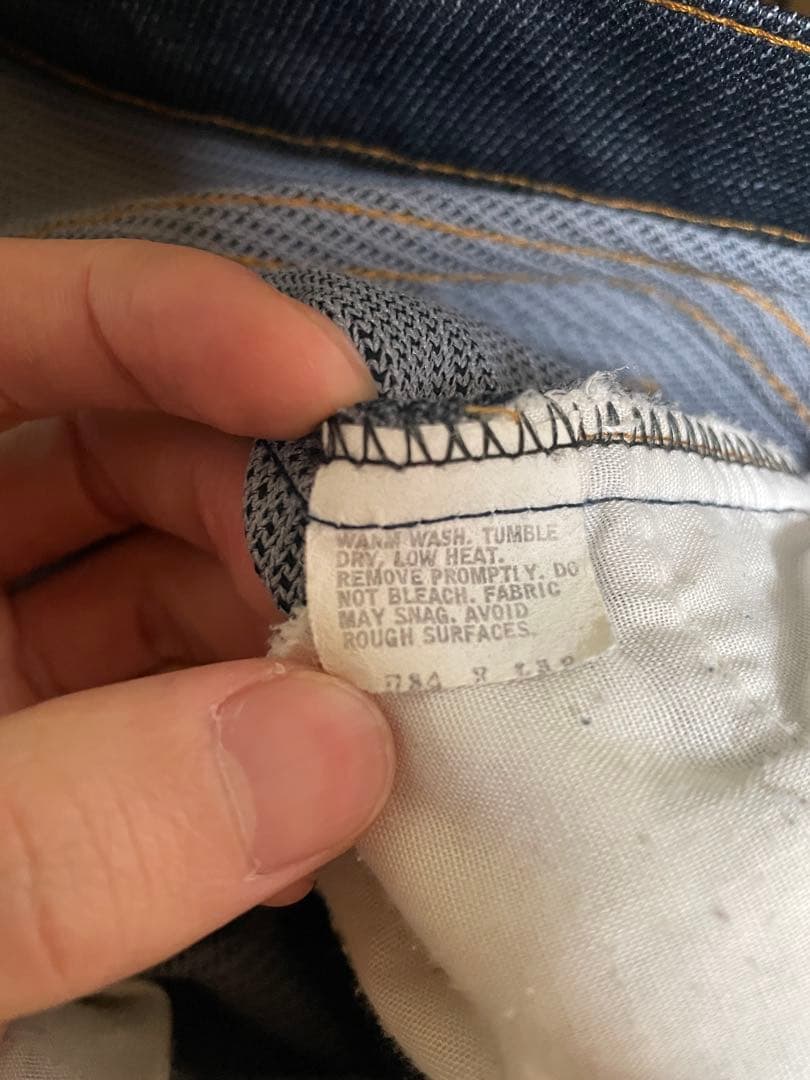 WARM WASH. TUMBLE
DRY, LOW HEAT.
REMOVE PROMPTLY. DO
NOT BLEACH. FABRIC
MAY SNAG. AVOID
ROUGH SURFACES.